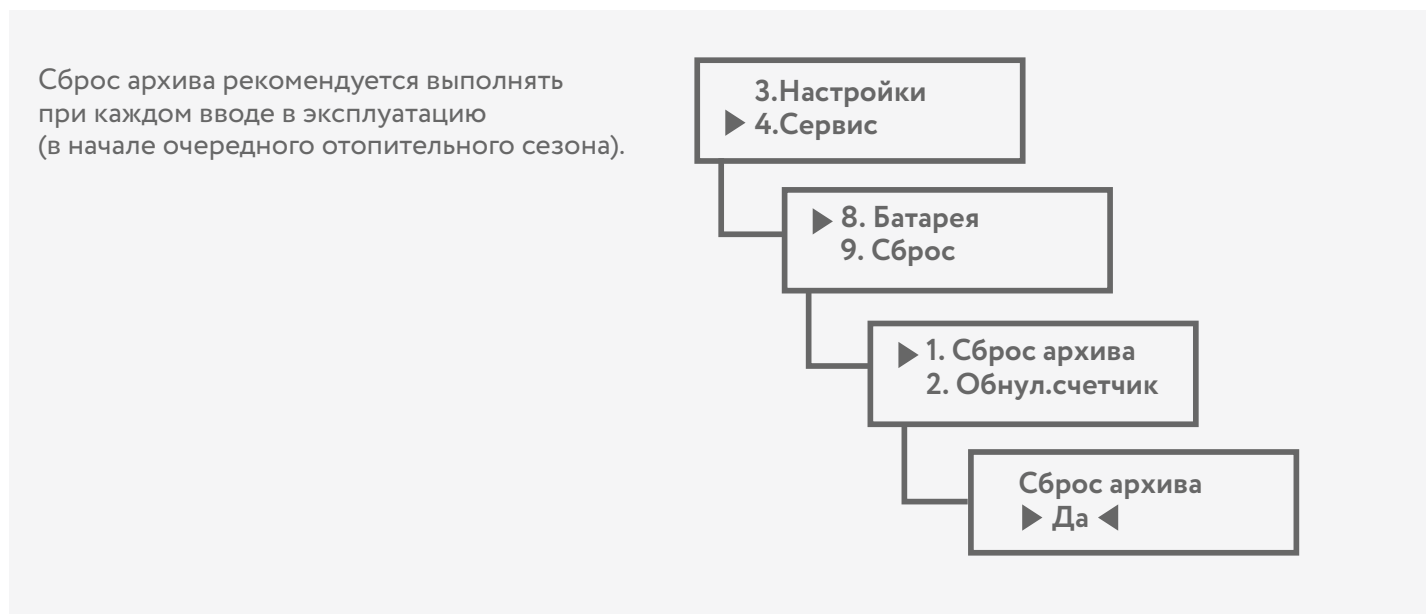 Сброс архива рекомендуется выполнять
при каждом вводе в эксплуатацию
(в начале очередного отопительного сезона).
3.Настройки
▶ 4.Сервис
▶ 8. Батарея
9. Сброс
▶ 1. Сброс архива
2. Обнул.счетчик
Сброс архива
▶ Да ◀